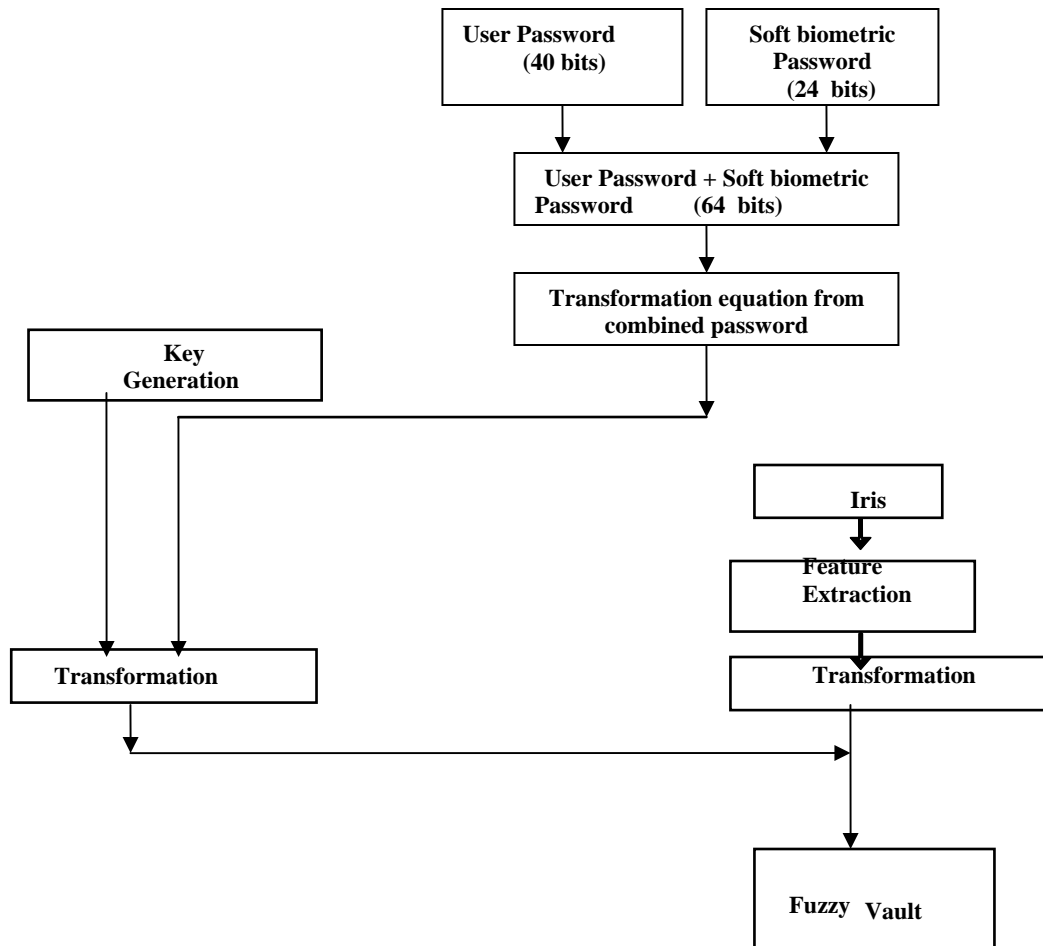 User Password
(40 bits)
Soft biometric
Password
(24 bits)
User Password + Soft biometric
Password (64 bits)
Transformation equation from
combined password
Key
Generation
Iris
Feature
Extraction
Transformation
Transformation
Fuzzy Vault